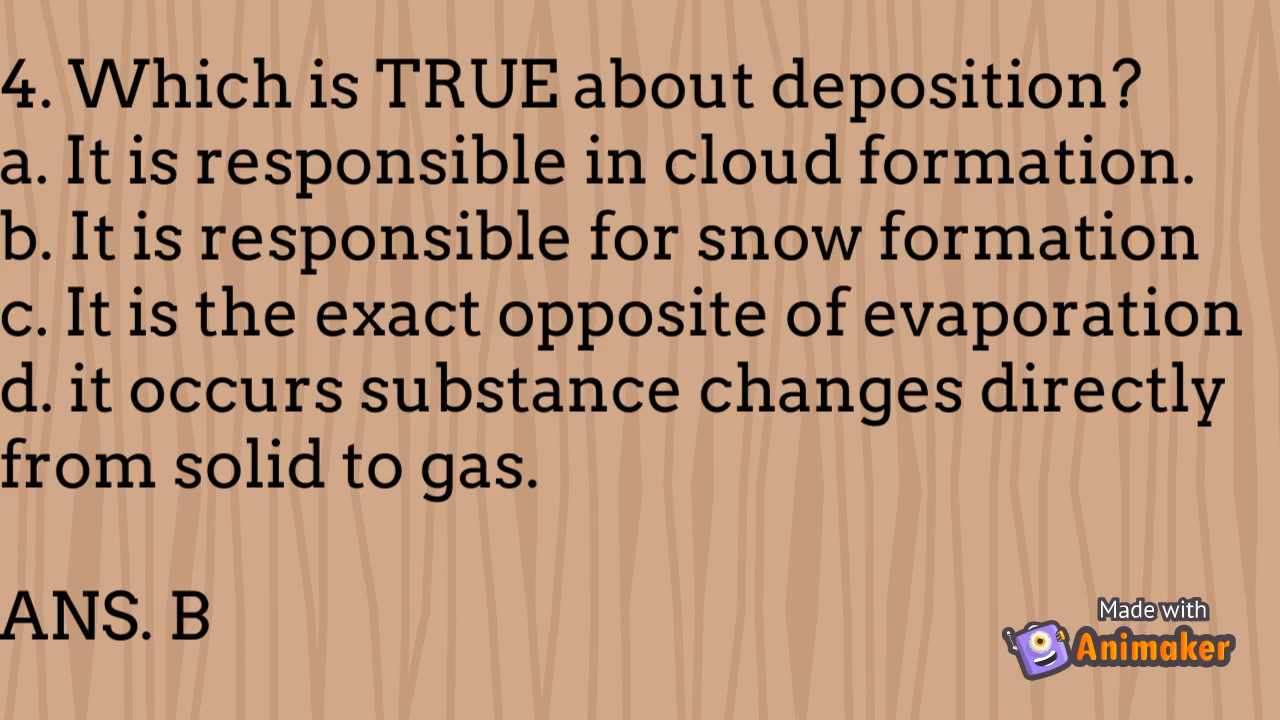 4. Which is TRUE about deposition?
a. It is responsible in cloud formation.
b. It is responsible for snow formation
c. It is the exact opposite of evaporation
d. it occurs substance changes directly
from solid to gas.
ANS. B
Made with
Animaker